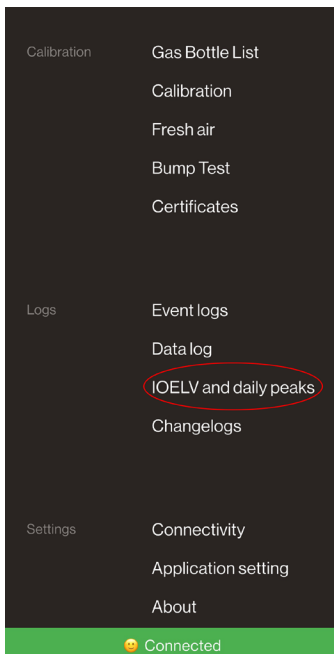 Calibration Gas Bottle List
Calibration
Fresh air
Bump Test
Certificates
Logs Event logs
Data log
IOELV and daily peaks
Changelogs
Settings Connectivity
Application setting
About
🙂 Connected